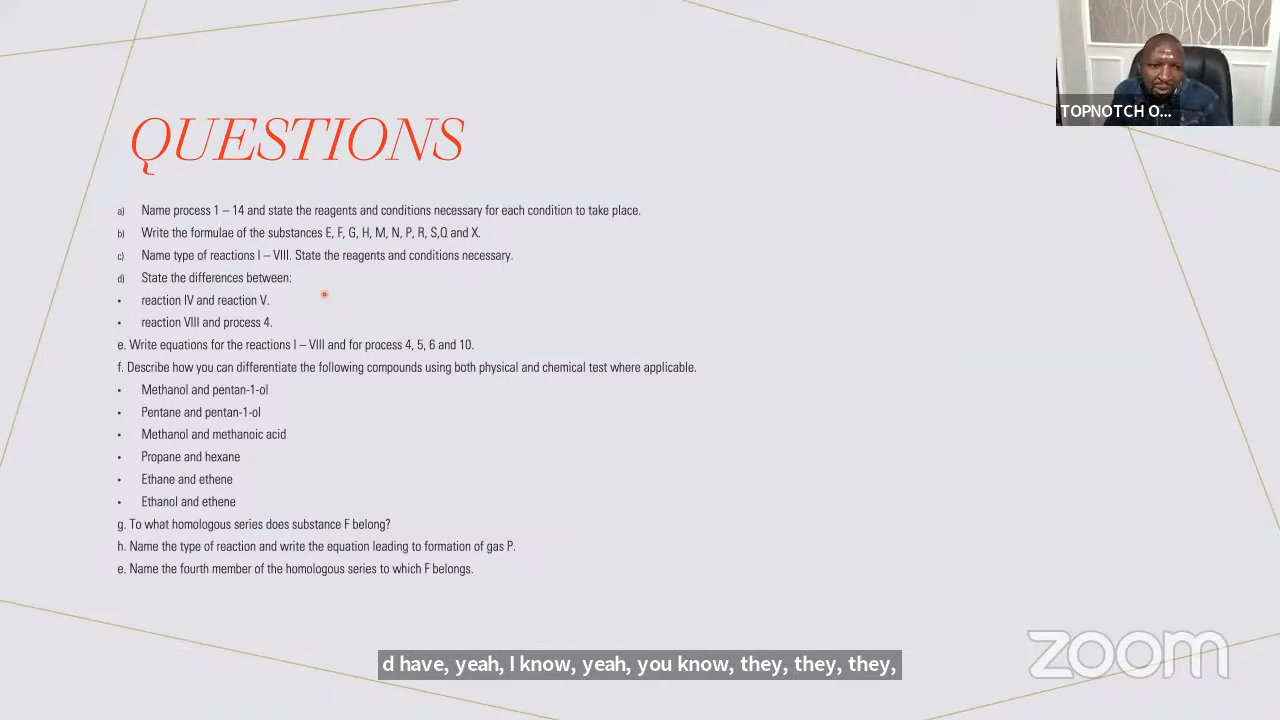 TOPNOTCH O...
QUESTIONS
a) Name process 1 – 14 and state the reagents and conditions necessary for each condition to take place.
b) Write the formulae of the substances E, F, G, H, M, N, P, R, S,Q and X.
c) Name type of reactions I – VIII. State the reagents and conditions necessary.
d) State the differences between:
• reaction IV and reaction V.
• reaction VIII and process 4.
e. Write equations for the reactions I – VIII and for process 4, 5, 6 and 10.
f. Describe how you can differentiate the following compounds using both physical and chemical test where applicable.
• Methanol and pentan-1-ol
• Pentane and pentan-1-ol
• Methanol and methanoic acid
• Propane and hexane
• Ethane and ethene
• Ethanol and ethene
g. To what homologous series does substance F belong?
h. Name the type of reaction and write the equation leading to formation of gas P.
e. Name the fourth member of the homologous series to which F belongs.
d have, yeah, I know, yeah, you know, they, they, they,
zoom